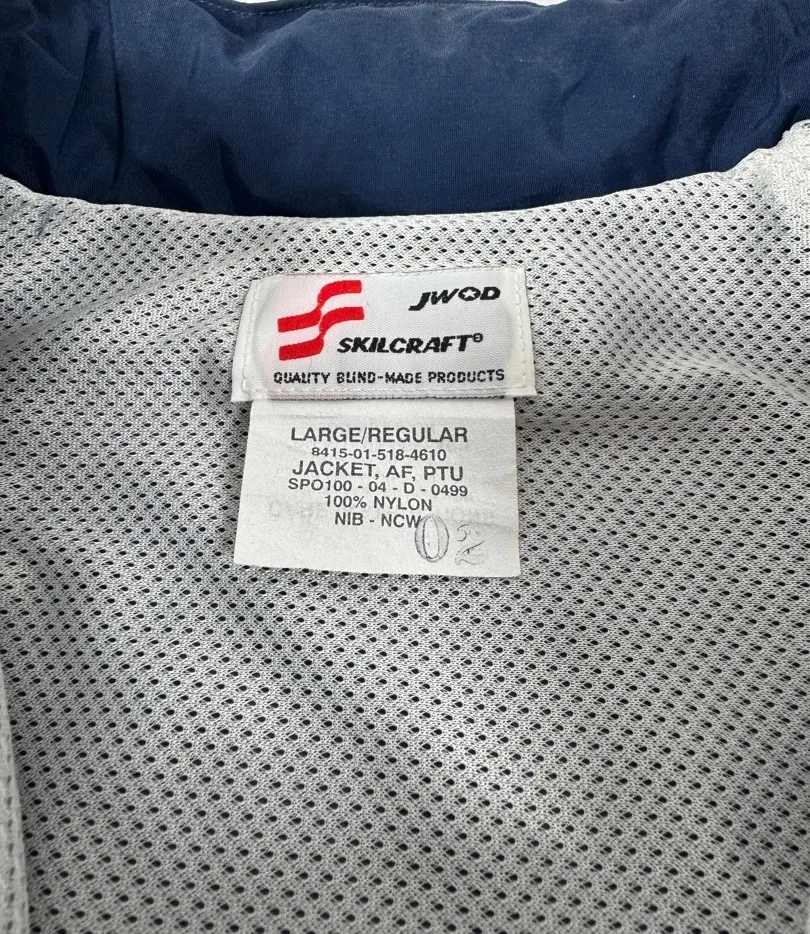 JWOD
SKILCRAFT®
QUALITY BLIND-MADE PRODUCTS
LARGE/REGULAR
8415-01-518-4610
JACKET, AF, PTU
SPO100 - 04 - D - 0499
100% NYLON
NIB - NCW
02